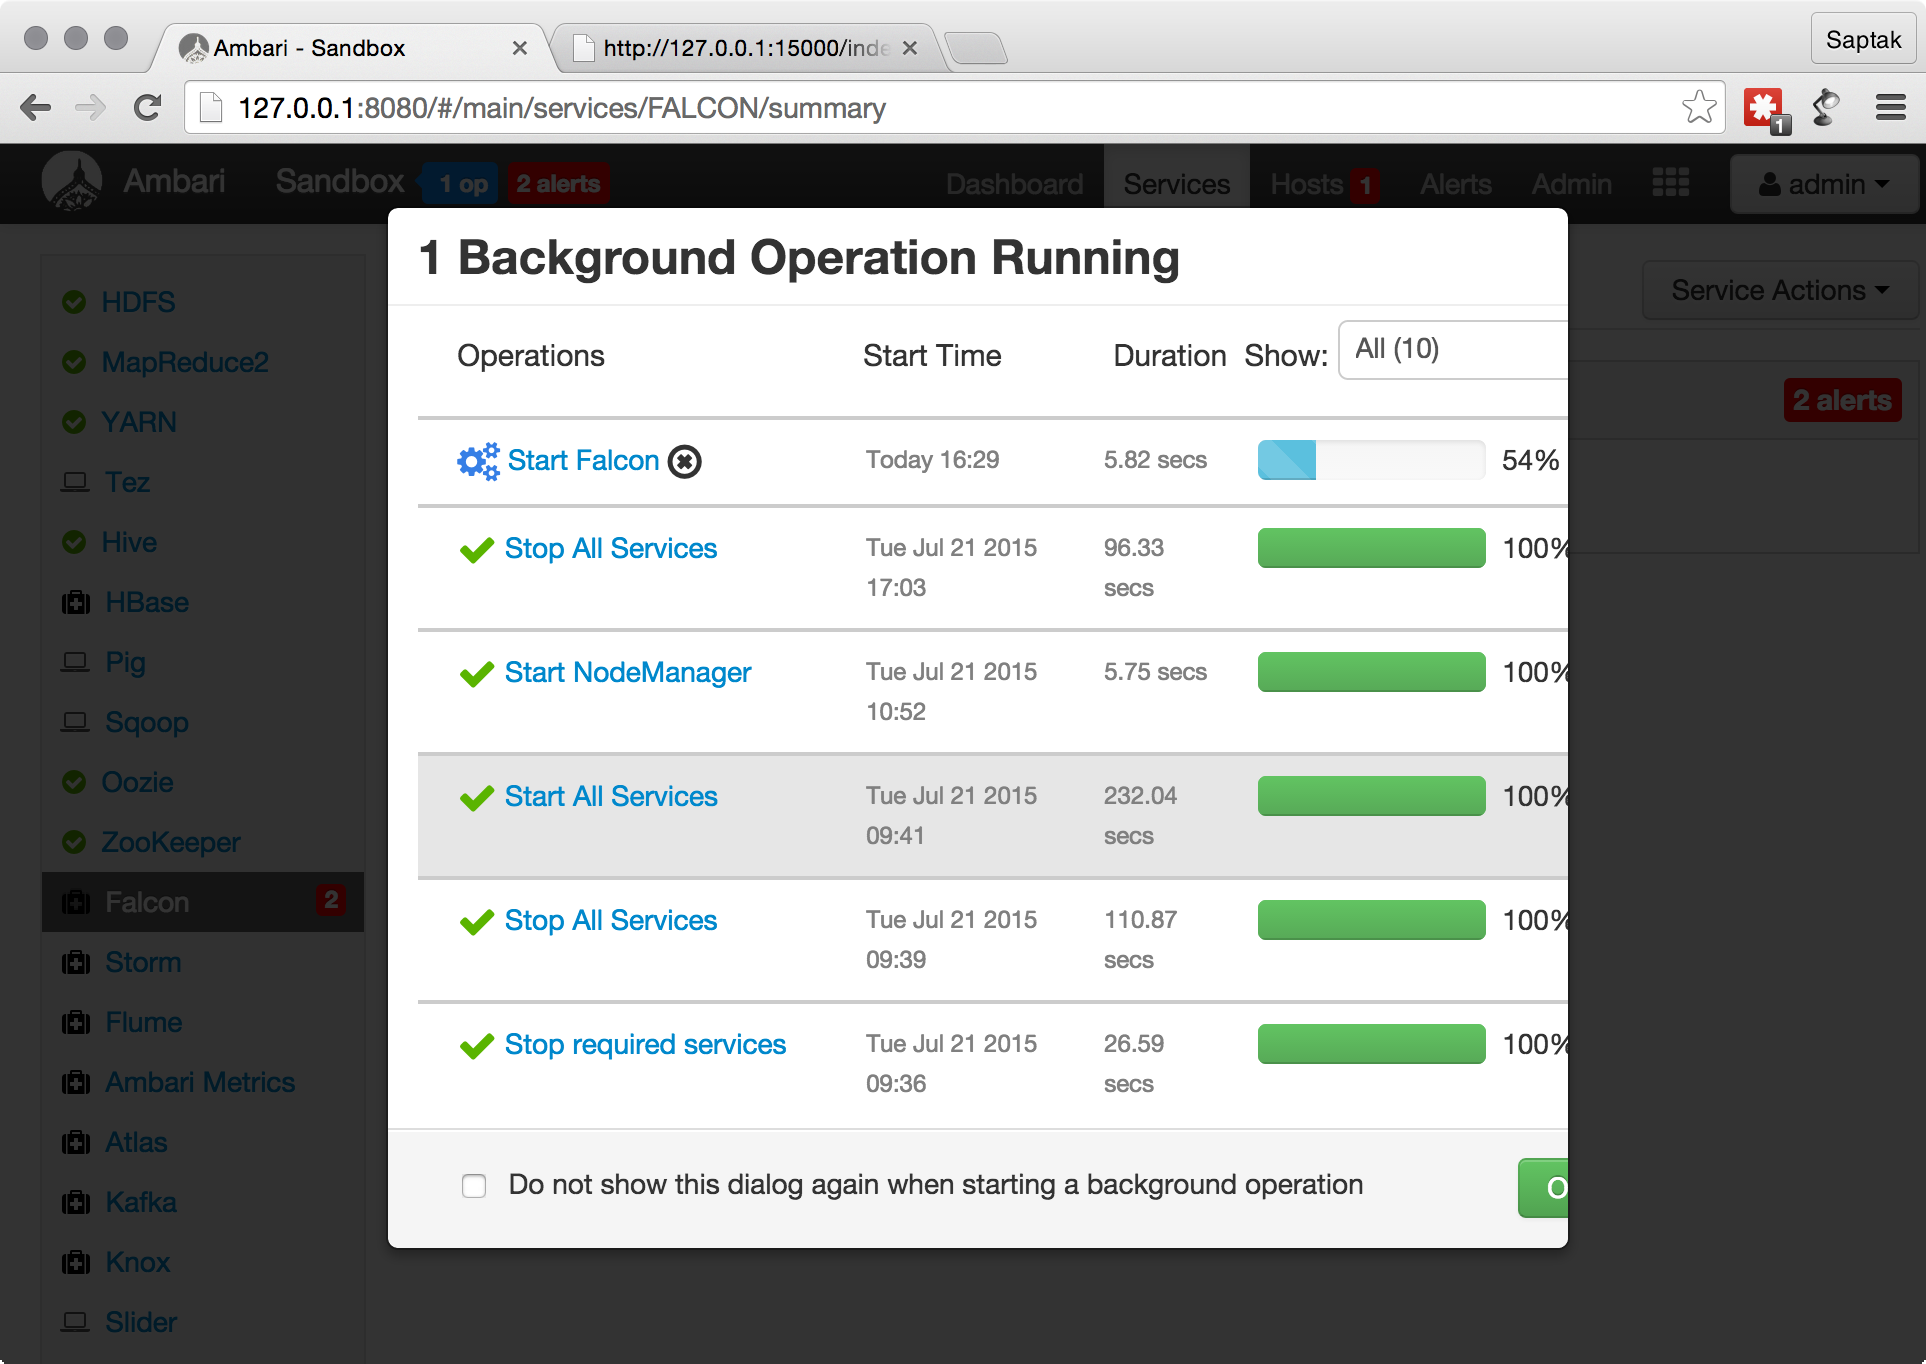 Ambari - Sandbox
http://127.0.0.1:15000/inde
Saptak
127.0.0.1:8080/#/main/services/FALCON/summary
1
Ambari
Sandbox
1 op
2 alerts
Dashboard
Services
Hosts 1
Alerts
Admin
admin
HDFS
MapReduce2
YARN
Tez
Hive
HBase
Pig
Sqoop
Oozie
ZooKeeper
Falcon 2
Storm
Flume
Ambari Metrics
Atlas
Kafka
Knox
Slider
Service Actions
2 alerts
1 Background Operation Running
Operations Start Time Duration Show: All (10)
Start Falcon Today 16:29 5.82 secs 54%
Stop All Services Tue Jul 21 2015 96.33 100%
17:03 secs
Start NodeManager Tue Jul 21 2015 5.75 secs 100%
10:52
Start All Services Tue Jul 21 2015 232.04 100%
09:41 secs
Stop All Services Tue Jul 21 2015 110.87 100%
09:39 secs
Stop required services Tue Jul 21 2015 26.59 100%
09:36 secs
Do not show this dialog again when starting a background operation